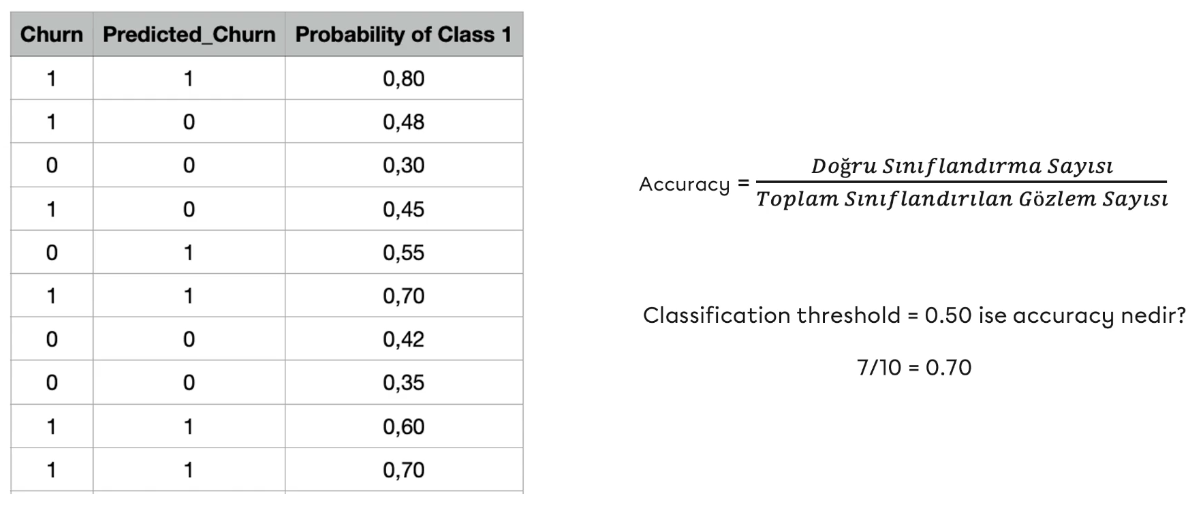 Churn Predicted_Churn Probability of Class 1
1 1 0,80
1 0 0,48
0 0 0,30
1 0 0,45
0 1 0,55
1 1 0,70
0 0 0,42
0 0 0,35
1 1 0,60
1 1 0,70
Accuracy = Doğru Sınıflandırma Sayısı
Toplam Sınıflandırılan Gözlem Sayısı
Classification threshold = 0.50 ise accuracy nedir?
7/10 = 0.70